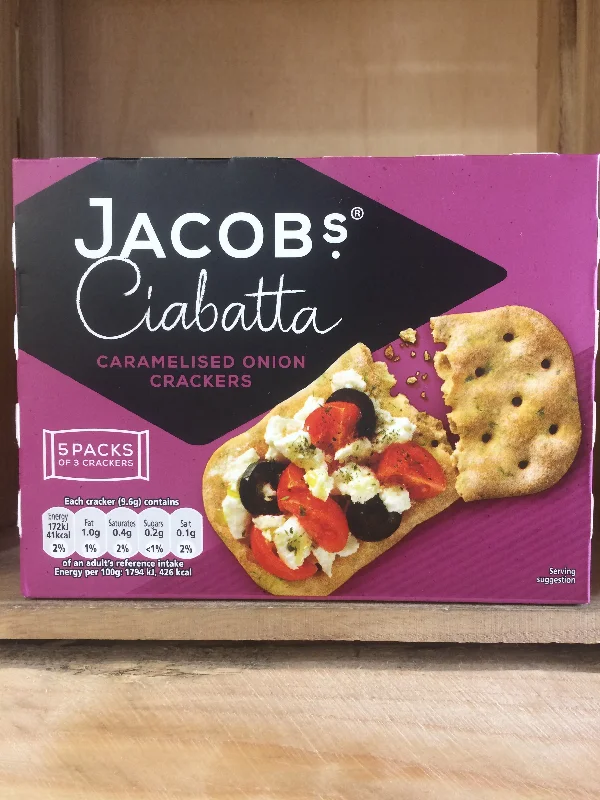 JACOBS®
Ciabatta
CARAMELISED ONION
CRACKERS
5 PACKS
OF 3 CRACKERS
Each cracker (9.6g) contains
Energy Fat Saturates Sugars Salt
172kJ 1.0g 0.4g 0.2g 0.1g
41kcal
2% 1% 2% <1% 2%
of an adult's reference intake
Energy per 100g: 1794 kJ, 426 kcal
Serving
suggestion